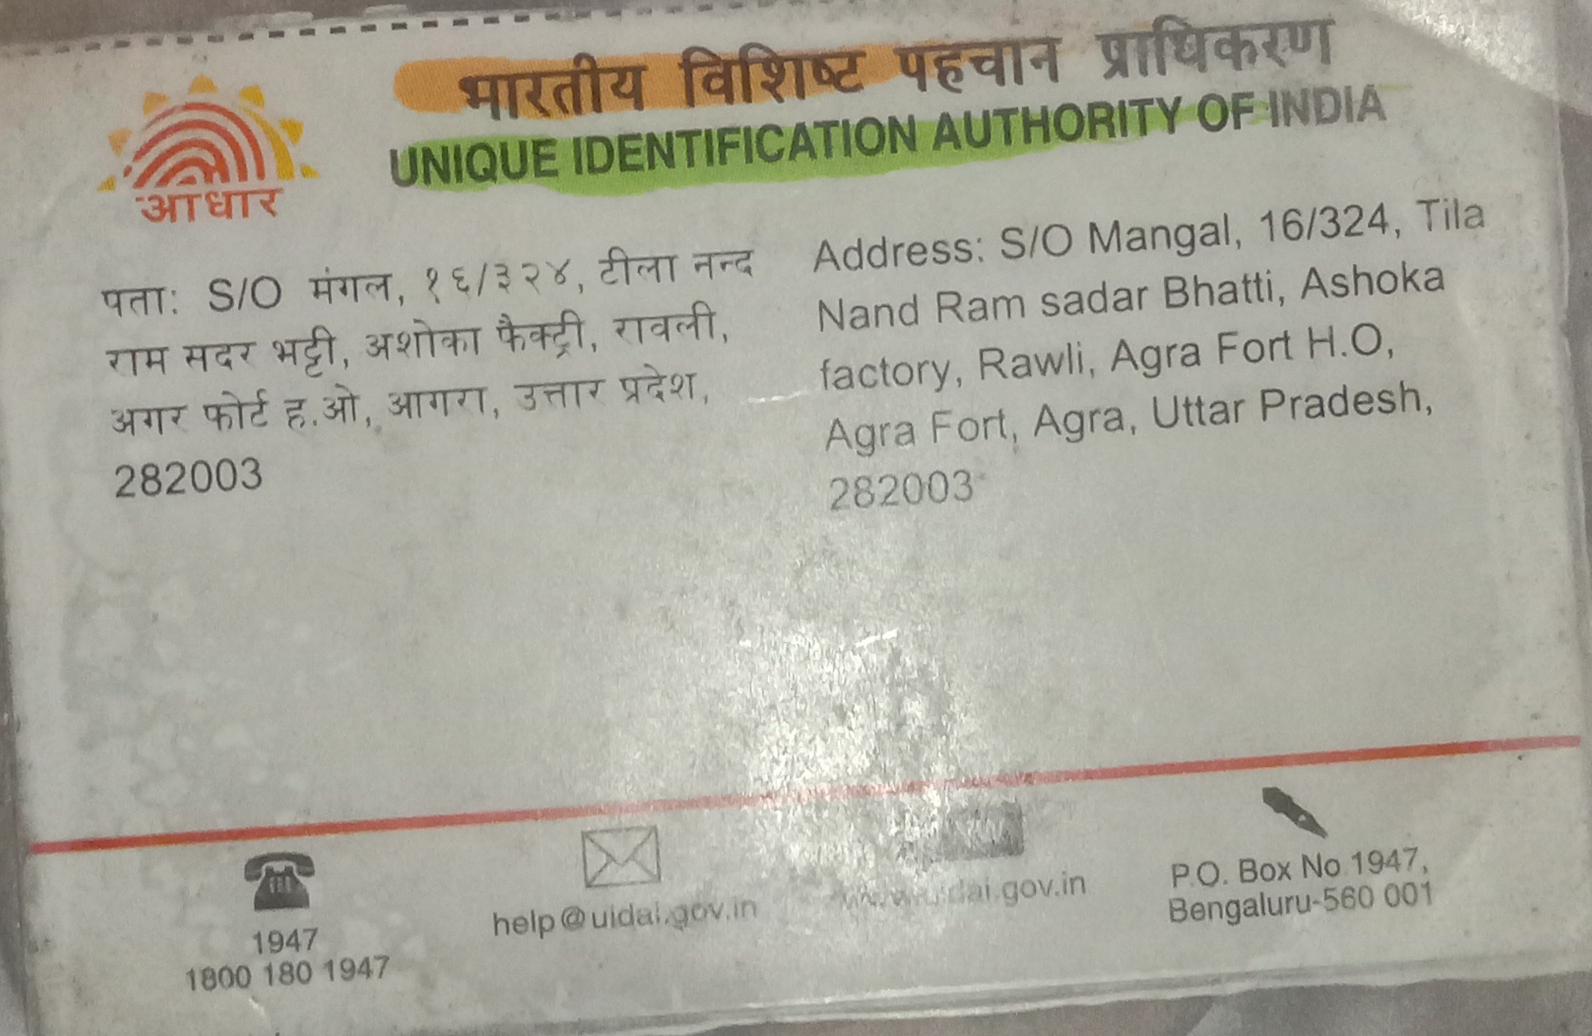 भारतीय विशिष्ट पहचान प्राधिकरण
UNIQUE IDENTIFICATION AUTHORITY OF INDIA
आधार
पता: S/O मंगल, १६/३२४, टीला नन्द
राम सदर भट्टी, अशोका फैक्ट्री, रावली,
अगर फोर्ट ह.ओ, आगरा, उत्तार प्रदेश,
282003
Address: S/O Mangal, 16/324, Tila
Nand Ram sadar Bhatti, Ashoka
factory, Rawli, Agra Fort H.O,
Agra Fort, Agra, Uttar Pradesh,
282003
1947
1800 180 1947
help@uidai.gov.in
www.uidai.gov.in
P.O. Box No.1947,
Bengaluru-560 001